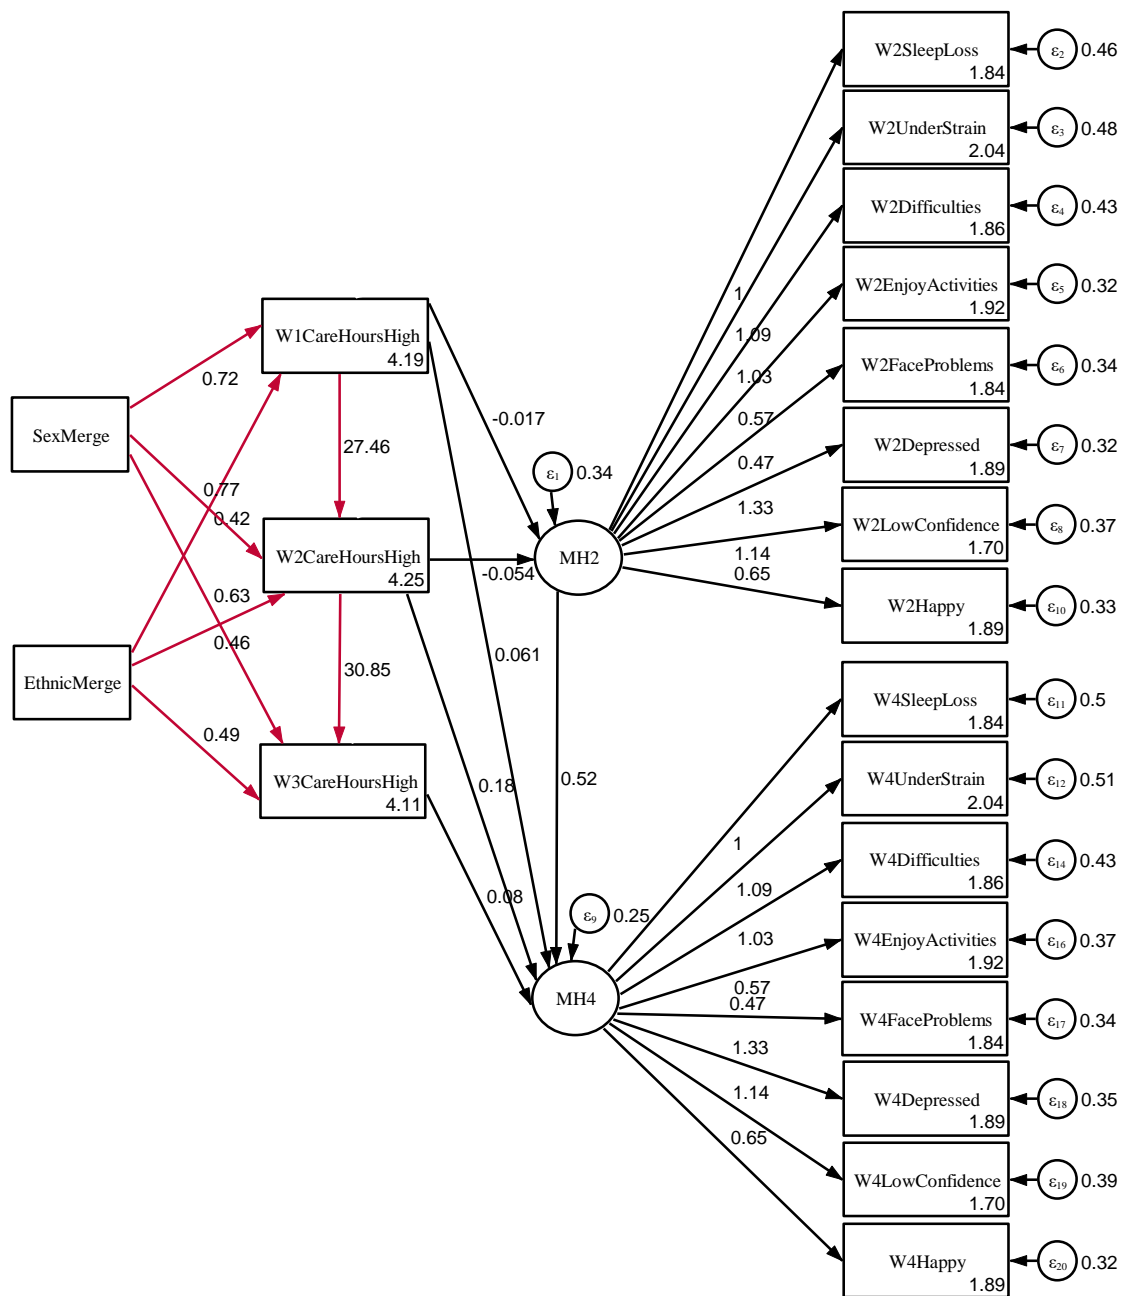 W2SleepLoss
1.84
ε2
0.46
W2UnderStrain
2.04
ε3
0.48
W2Difficulties
1.86
ε4
0.43
W2EnjoyActivities
1.92
ε5
0.32
W2FaceProblems
1.84
ε6
0.34
W2Depressed
1.89
ε7
0.32
W2LowConfidence
1.70
ε8
0.37
W2Happy
1.89
ε10
0.33
1
1.09
1.03
0.57
0.47
1.33
1.14
0.65
W1CareHoursHigh
4.19
SexMerge
0.72
27.46
-0.017
ε1
0.34
0.77
0.42
W2CareHoursHigh
4.25
-0.054
MH2
0.63
0.46
EthnicMerge
0.49
30.85
0.061
W3CareHoursHigh
4.11
0.18
0.52
0.08
ε9
0.25
MH4
W4SleepLoss
1.84
ε11
0.5
W4UnderStrain
2.04
ε12
0.51
W4Difficulties
1.86
ε14
0.43
W4EnjoyActivities
1.92
ε16
0.37
W4FaceProblems
1.84
ε17
0.34
W4Depressed
1.89
ε18
0.35
W4LowConfidence
1.70
ε19
0.39
W4Happy
1.89
ε20
0.32
1
1.09
1.03
0.57
0.47
1.33
1.14
0.65